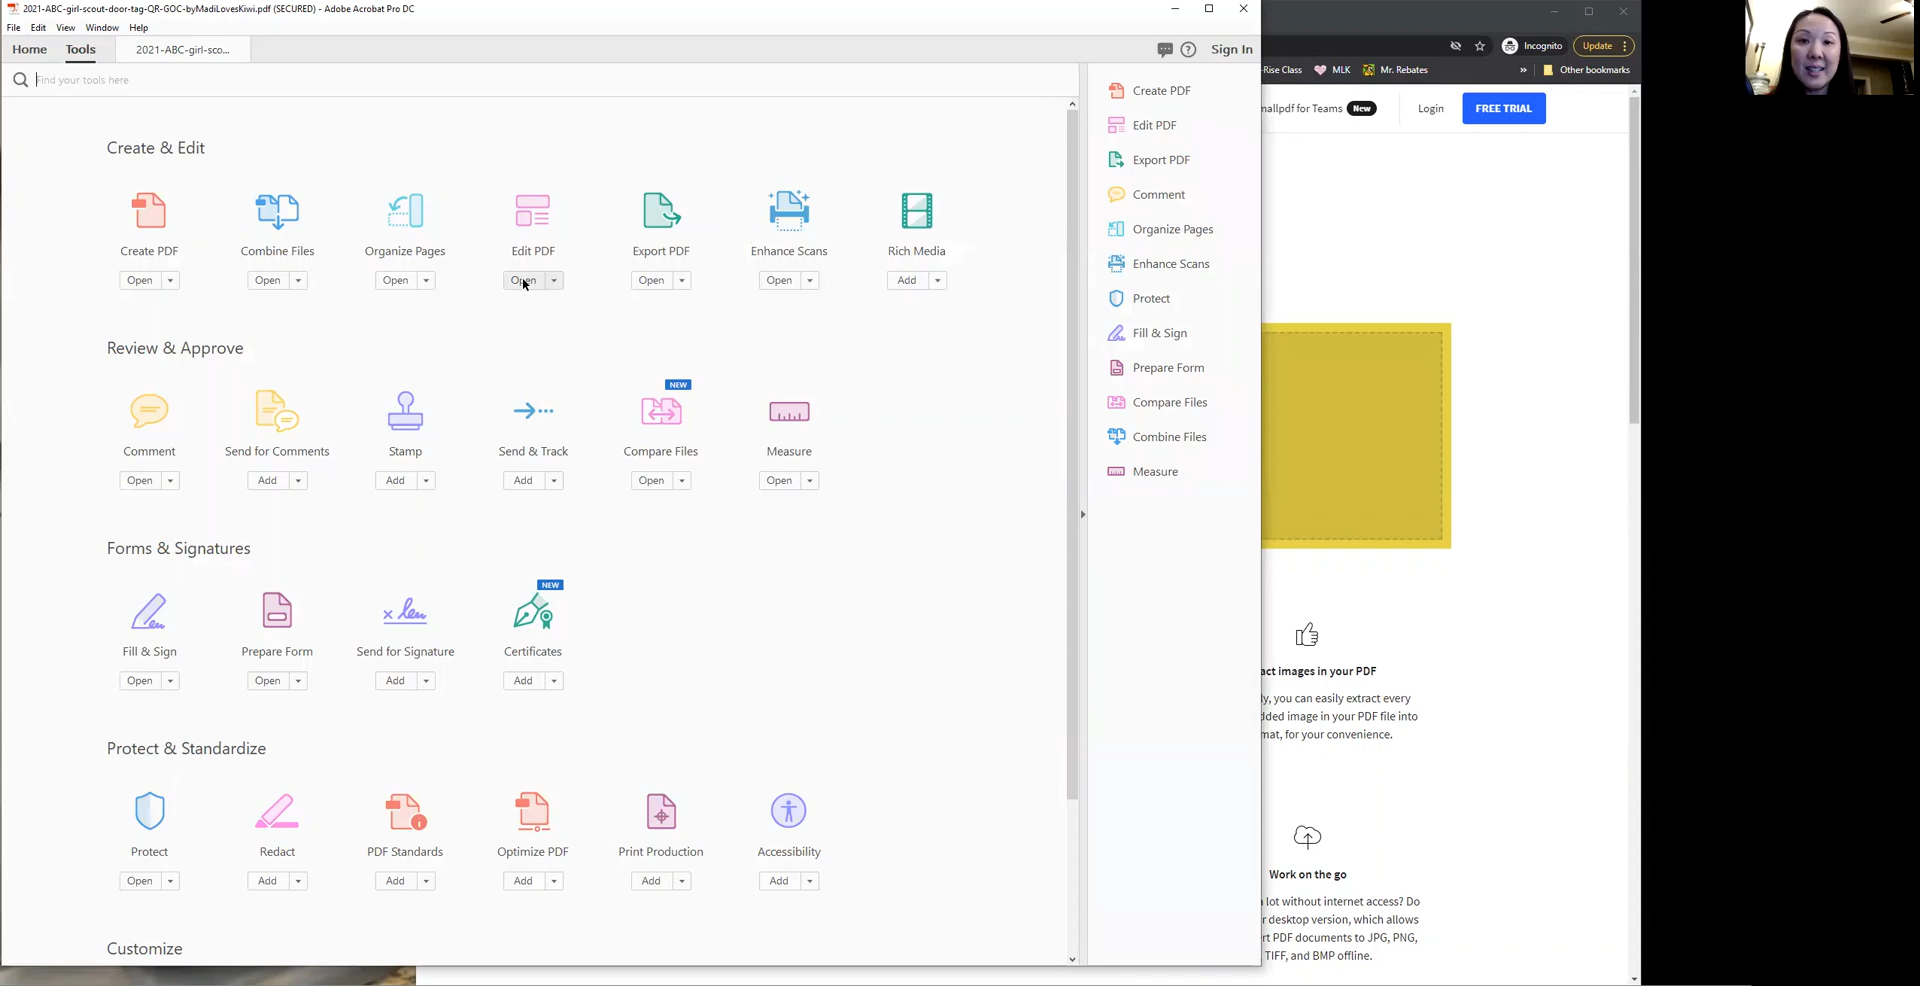 2021-ABC-girl-scout-door-tag-QR-GOC-byMadiLovesKiwi.pdf (SECURED) - Adobe Acrobat Pro DC
File Edit View Window Help
Home Tools 2021-ABC-girl-sco... Sign In
Find your tools here
Create & Edit
Create PDF Combine Files Organize Pages Edit PDF Export PDF Enhance Scans Rich Media
Open Open Open Open Open Open Add
Review & Approve
NEW
Comment Send for Comments Stamp Send & Track Compare Files Measure
Open Add Add Add Open Open
Forms & Signatures
NEW
Fill & Sign Prepare Form Send for Signature Certificates
Open Open Add Add
Protect & Standardize
Protect Redact PDF Standards Optimize PDF Print Production Accessibility
Open Add Add Add Add Add
Customize
Create PDF
Edit PDF
Export PDF
Comment
Organize Pages
Enhance Scans
Protect
Fill & Sign
Prepare Form
Compare Files
Combine Files
Measure
Incognito Update
-Rise Class MLK Mr. Rebates » Other bookmarks
mallpdf for Teams New Login FREE TRIAL
act images in your PDF
ly, you can easily extract every
dded image in your PDF file into
mat, for your convenience.
Work on the go
lot without internet access? Do
r desktop version, which allows
rt PDF documents to JPG, PNG,
TIFF, and BMP offline.